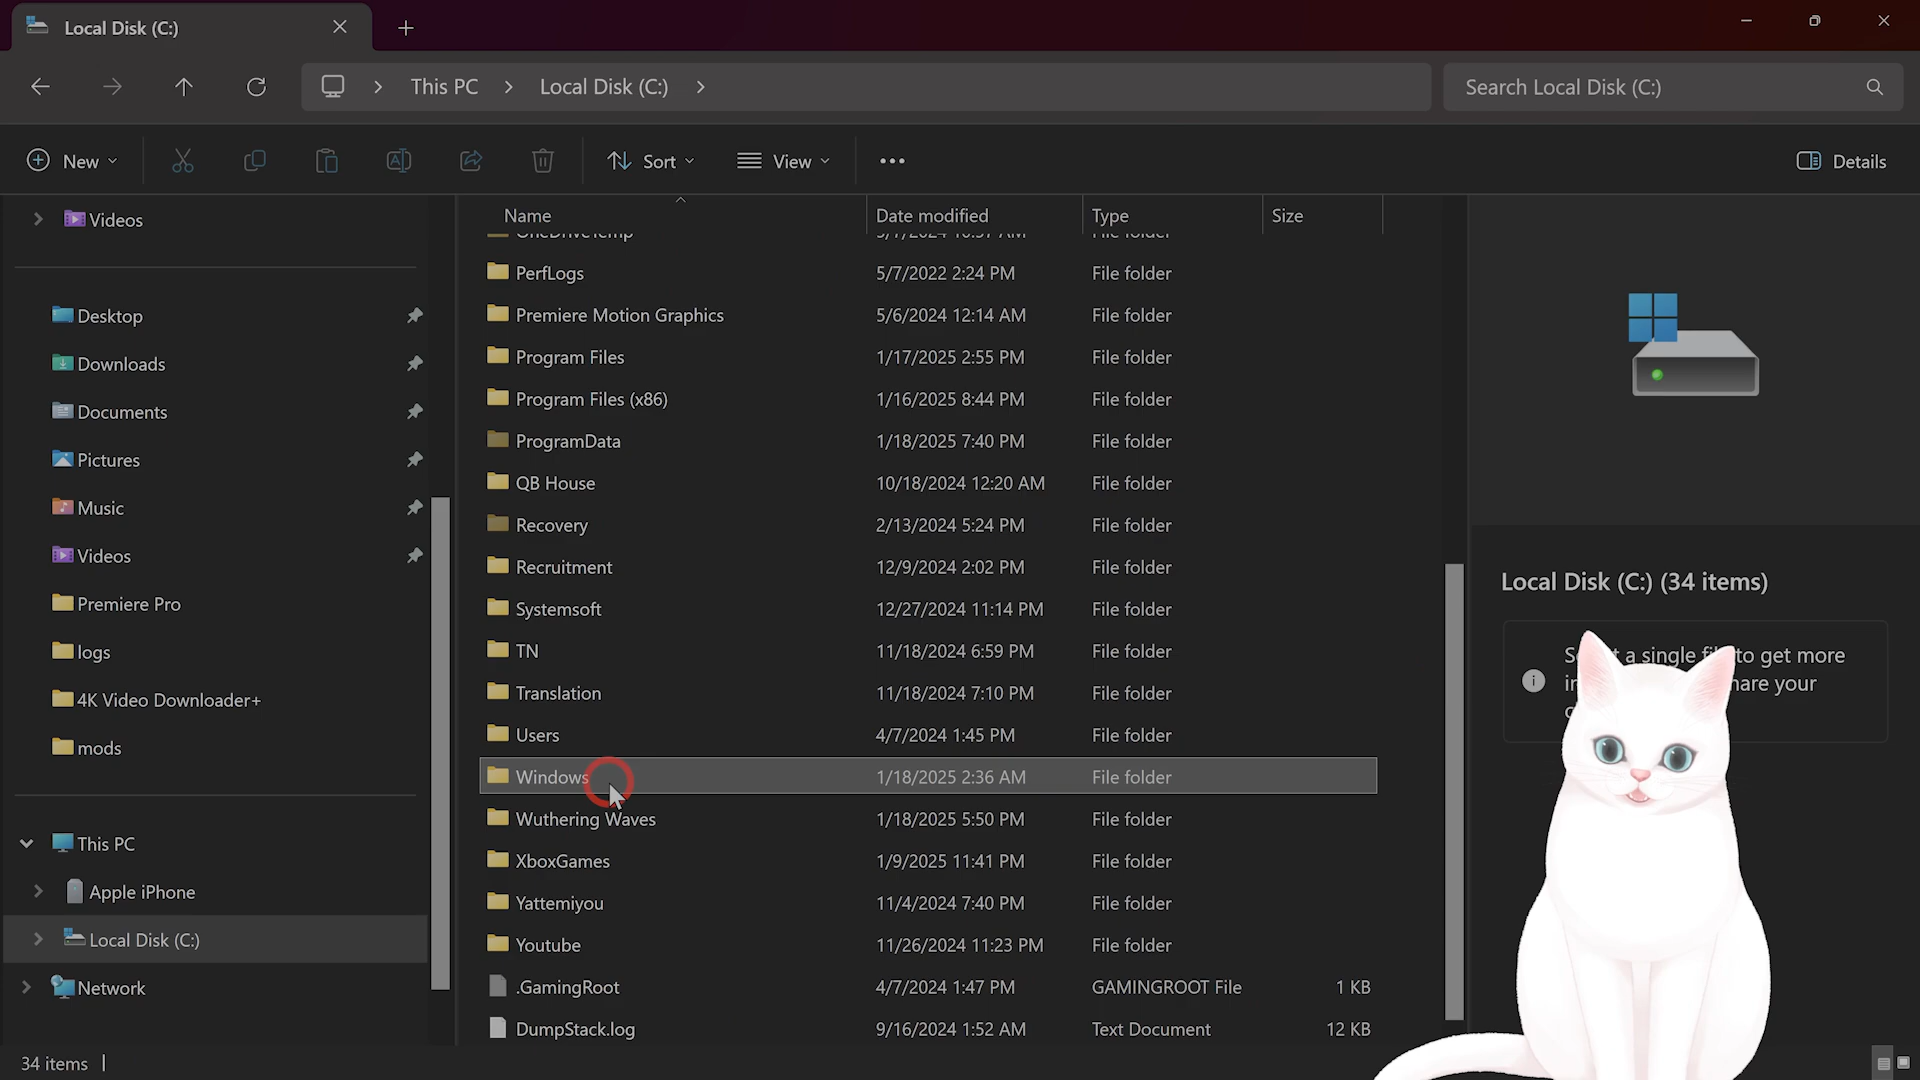 Local Disk (C:)
This PC
Local Disk (C:)
Search Local Disk (C:)
New
Sort
View
Details
Videos
Desktop
Downloads
Documents
Pictures
Music
Videos
Premiere Pro
logs
4K Video Downloader+
mods
This PC
Apple iPhone
Local Disk (C:)
Network
Name Date modified Type Size
PerfLogs 5/7/2022 2:24 PM File folder
Premiere Motion Graphics 5/6/2024 12:14 AM File folder
Program Files 1/17/2025 2:55 PM File folder
Program Files (x86) 1/16/2025 8:44 PM File folder
ProgramData 1/18/2025 7:40 PM File folder
QB House 10/18/2024 12:20 AM File folder
Recovery 2/13/2024 5:24 PM File folder
Recruitment 12/9/2024 2:02 PM File folder
Systemsoft 12/27/2024 11:14 PM File folder
TN 11/18/2024 6:59 PM File folder
Translation 11/18/2024 7:10 PM File folder
Users 4/7/2024 1:45 PM File folder
Windows 1/18/2025 2:36 AM File folder
Wuthering Waves 1/18/2025 5:50 PM File folder
XboxGames 1/9/2025 11:41 PM File folder
Yattemiyou 11/4/2024 7:40 PM File folder
Youtube 11/26/2024 11:23 PM File folder
.GamingRoot 4/7/2024 1:47 PM GAMINGROOT File 1 KB
DumpStack.log 9/16/2024 1:52 AM Text Document 12 KB
Local Disk (C:) (34 items)
a single to get more
your
34 items